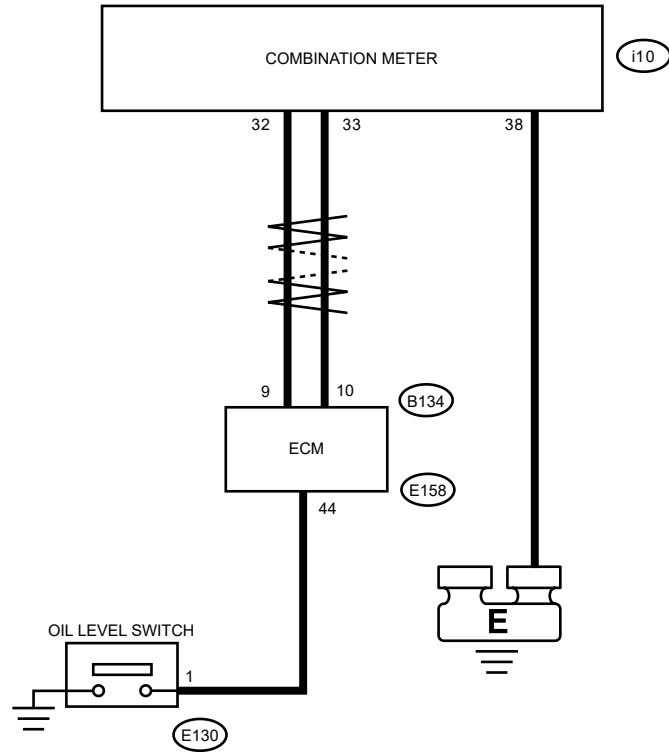 COMBINATION METER
i10
32
33
38
9
10
B134
ECM
E158
44
E
OIL LEVEL SWITCH
1
E130